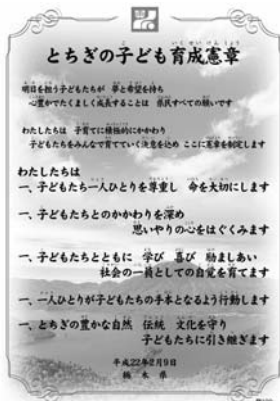 とちぎの子ども育成憲章
明日を担う子どもたちが 夢と希望を持ち
心豊かでたくましく成長することは 県民すべての願いです
わたしたちは 子育てに積極的にかかわり
子どもたちをみんなで育てていく決意を込め ここに憲章を制定します
わたしたちは
一、子どもたち一人ひとりを尊重し 命を大切にします
一、子どもたちとのかかわりを深め
思いやりの心をはぐくみます
一、子どもたちとともに 学び 喜び 励ましあい
社会の一員としての自覚を育てます
一、一人ひとりが子どもたちの手本となるよう行動します
一、とちぎの豊かな自然 伝統 文化を守り
子どもたちに引き継ぎます
平成22年2月9日
栃木県